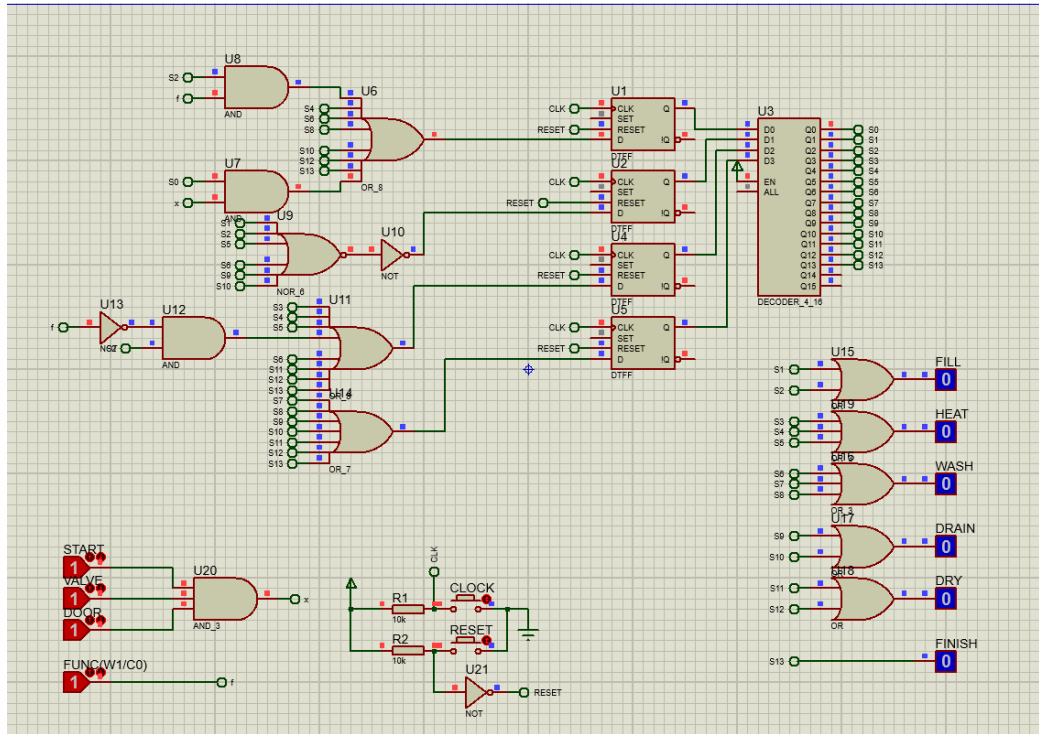 U8
S2
f
AND
U6
S4
S6
S8
S10
S12
S13
OR_8
U7
S0
x
AND
U9
S1
S2
S5
S6
S9
S10
NOR_6
U10
NOT
U13
f
NOT
U12
AND
U11
S3
S4
S5
S6
S11
S12
S13
U14
S7
S8
S9
S10
S11
S12
S13
OR_7
U1
CLK CLK Q
SET
RESET RESET
D !Q
DTFF
U2
CLK CLK Q
SET
RESET RESET
D !Q
DTFF
U4
CLK CLK Q
SET
RESET RESET
D !Q
DTFF
U5
CLK CLK Q
SET
RESET RESET
D !Q
DTFF
U3
D0 Q0 S0
D1 Q1 S1
D2 Q2 S2
D3 Q3 S3
Q4 S4
EN Q5 S5
ALL Q6 S6
Q7 S7
Q8 S8
Q9 S9
Q10 S10
Q11 S11
Q12 S12
Q13 S13
Q14
Q15
DECODER_4_16
U15
S1
S2
OR
FILL
0
U19
S3
S4
S5
HEAT
0
S6
S7
S8
OR_3
WASH
0
U17
S9
S10
DRAIN
0
U18
S11
S12
OR
DRY
0
S13
FINISH
0
START
1
VALVE
1
DOOR
1
U20
AND_3
x
FUNC(W1/C0)
1
f
CLK
R1
10k
CLOCK
R2
10k
RESET
U21
NOT
RESET